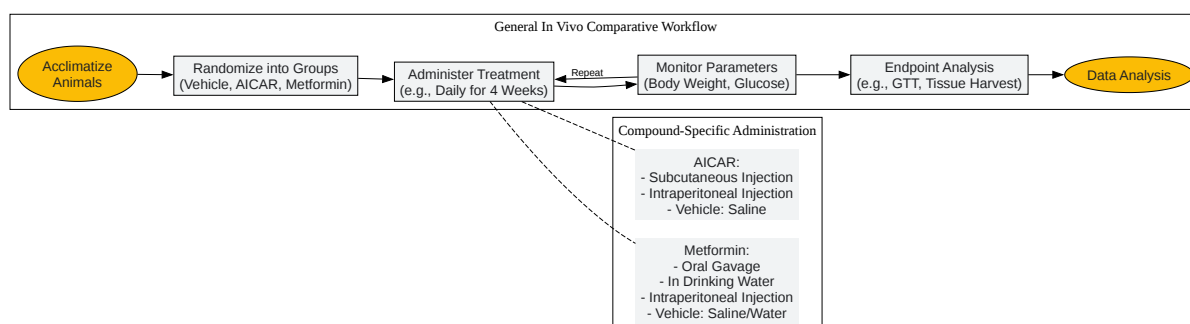 General In Vivo Comparative Workflow
Acclimatize
Animals
Randomize into Groups
(Vehicle, AICAR, Metformin)
Administer Treatment
(e.g., Daily for 4 Weeks)
Repeat
Monitor Parameters
(Body Weight, Glucose)
Endpoint Analysis
(e.g., GTT, Tissue Harvest)
Data Analysis
Compound-Specific Administration
AICAR:
- Subcutaneous Injection
- Intraperitoneal Injection
- Vehicle: Saline
Metformin:
- Oral Gavage
- In Drinking Water
- Intraperitoneal Injection
- Vehicle: Saline/Water